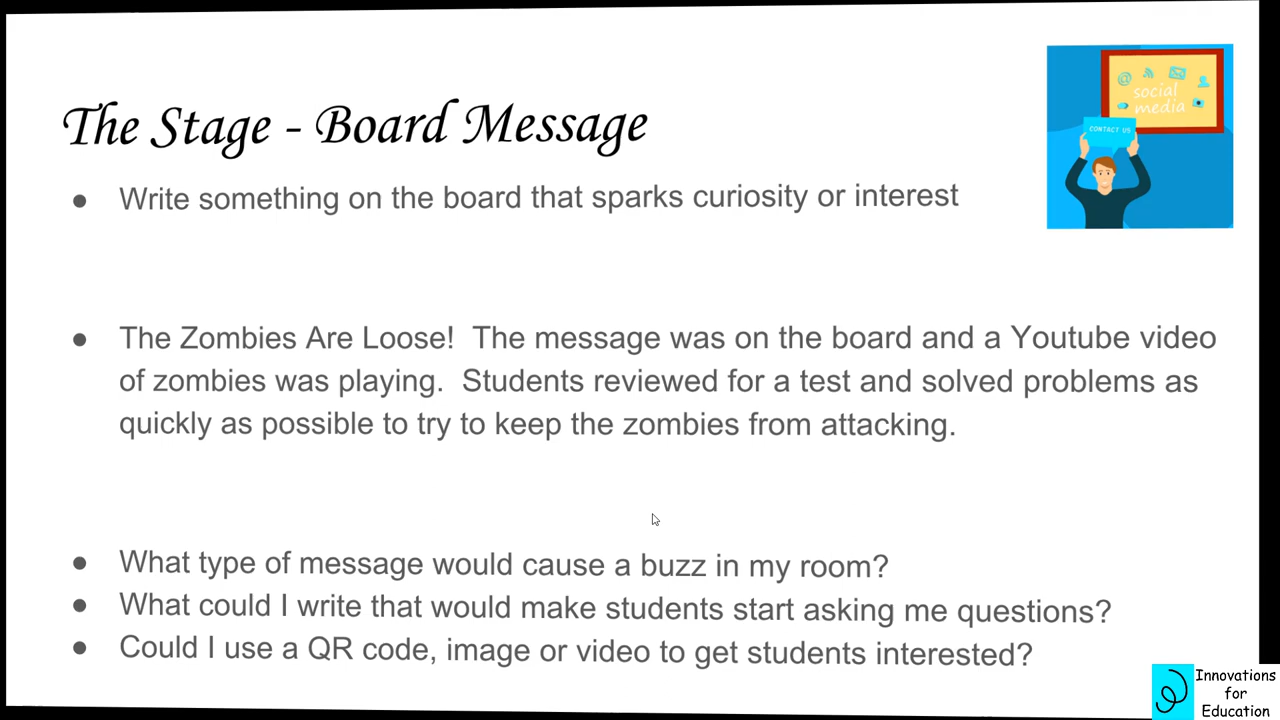 The Stage - Board Message
social
media
CONTACT US
● Write something on the board that sparks curiosity or interest
● The Zombies Are Loose!  The message was on the board and a Youtube video
of zombies was playing.  Students reviewed for a test and solved problems as
quickly as possible to try to keep the zombies from attacking.
● What type of message would cause a buzz in my room?
● What could I write that would make students start asking me questions?
● Could I use a QR code, image or video to get students interested?
Innovations
for
Education